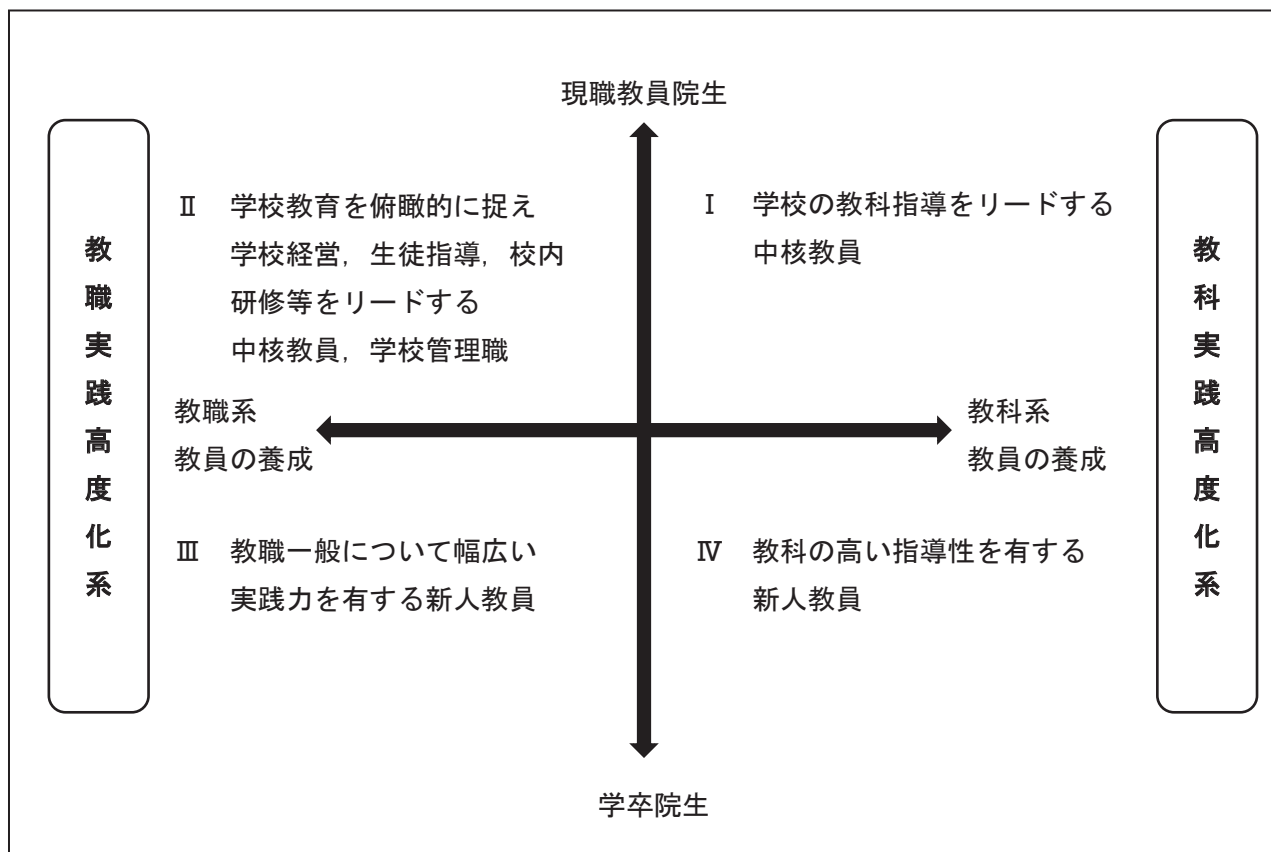 現職教員院生
教職実践高度化系
Ⅱ 学校教育を俯瞰的に捉え
学校経営,生徒指導,校内
研修等をリードする
中核教員,学校管理職
Ⅰ 学校の教科指導をリードする
中核教員
教科実践高度化系
教職系
教員の養成
教科系
教員の養成
Ⅲ 教職一般について幅広い
実践力を有する新人教員
Ⅳ 教科の高い指導性を有する
新人教員
学卒院生